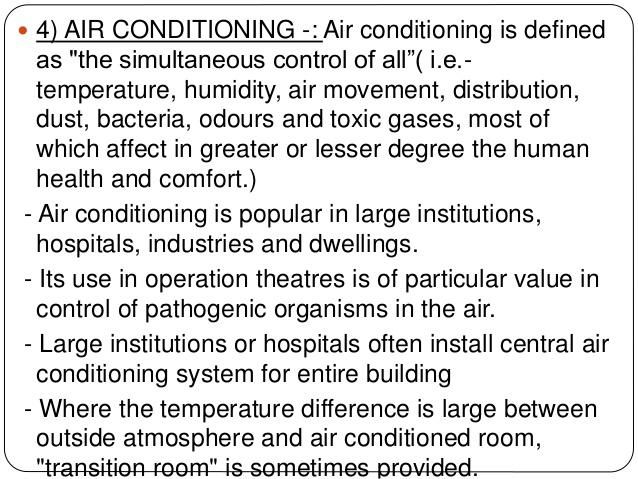 • 4) AIR CONDITIONING -: Air conditioning is defined
as "the simultaneous control of all”( i.e.-
temperature, humidity, air movement, distribution,
dust, bacteria, odours and toxic gases, most of
which affect in greater or lesser degree the human
health and comfort.)
- Air conditioning is popular in large institutions,
hospitals, industries and dwellings.
- Its use in operation theatres is of particular value in
control of pathogenic organisms in the air.
- Large institutions or hospitals often install central air
conditioning system for entire building
- Where the temperature difference is large between
outside atmosphere and air conditioned room,
"transition room" is sometimes provided.